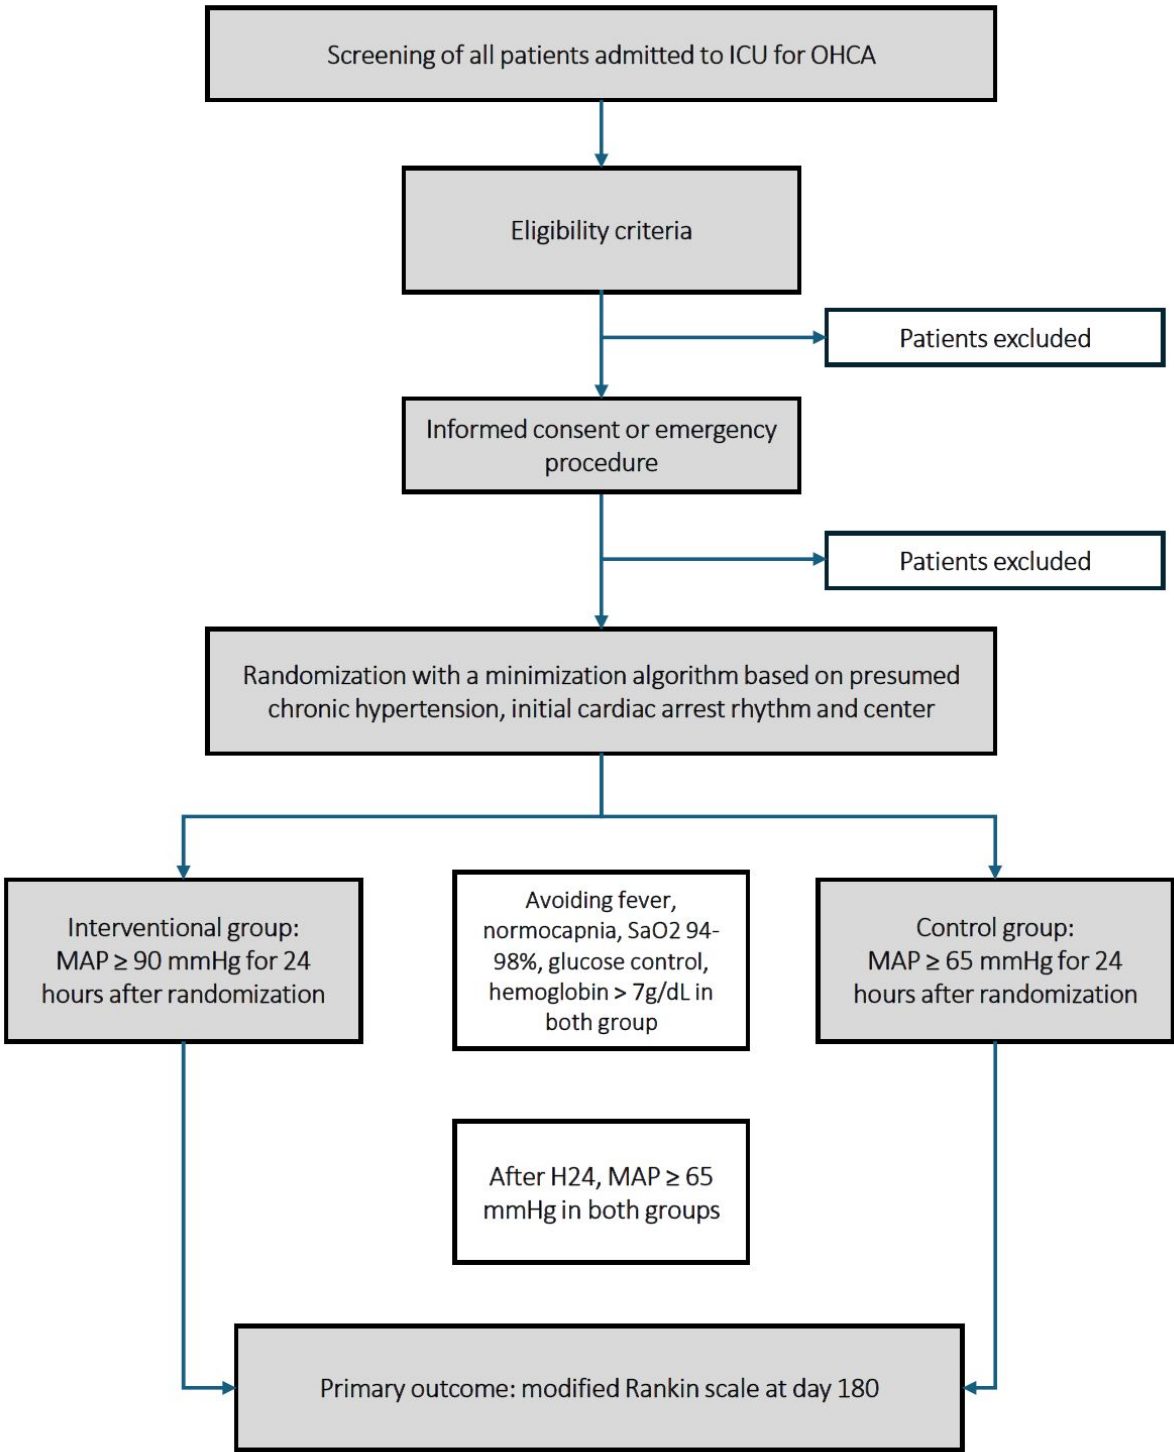 Screening of all patients admitted to ICU for OHCA
Eligibility criteria
Patients excluded
Informed consent or emergency
procedure
Patients excluded
Randomization with a minimization algorithm based on presumed
chronic hypertension, initial cardiac arrest rhythm and center
Interventional group:
MAP ≥ 90 mmHg for 24
hours after randomization
Avoiding fever,
normocapnia, SaO2 94-
98%, glucose control,
hemoglobin > 7g/dL in
both group
Control group:
MAP ≥ 65 mmHg for 24
hours after randomization
After H24, MAP ≥ 65
mmHg in both groups
Primary outcome: modified Rankin scale at day 180